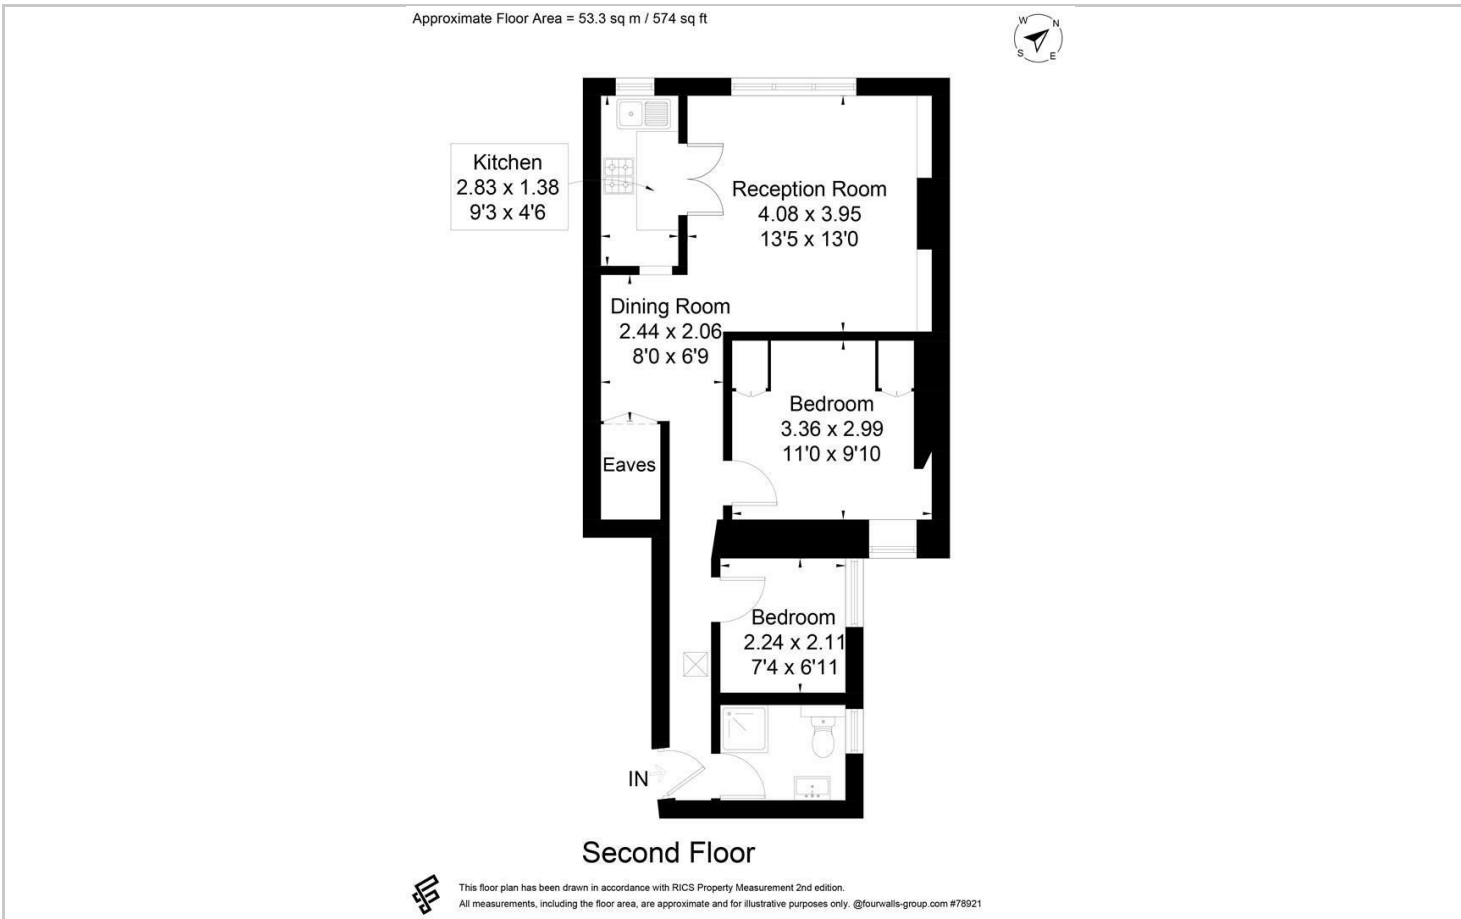 Approximate Floor Area = 53.3 sq m / 574 sq ft
W
N
S
E
Kitchen
2.83 x 1.38
9'3 x 4'6
Reception Room
4.08 x 3.95
13'5 x 13'0
Dining Room
2.44 x 2.06
8'0 x 6'9
Bedroom
3.36 x 2.99
11'0 x 9'10
Eaves
Bedroom
2.24 x 2.11
7'4 x 6'11
IN
Second Floor
This floor plan has been drawn in accordance with RICS Property Measurement 2nd edition.
All measurements, including the floor area, are approximate and for illustrative purposes only. @fourwalls-group.com #78921